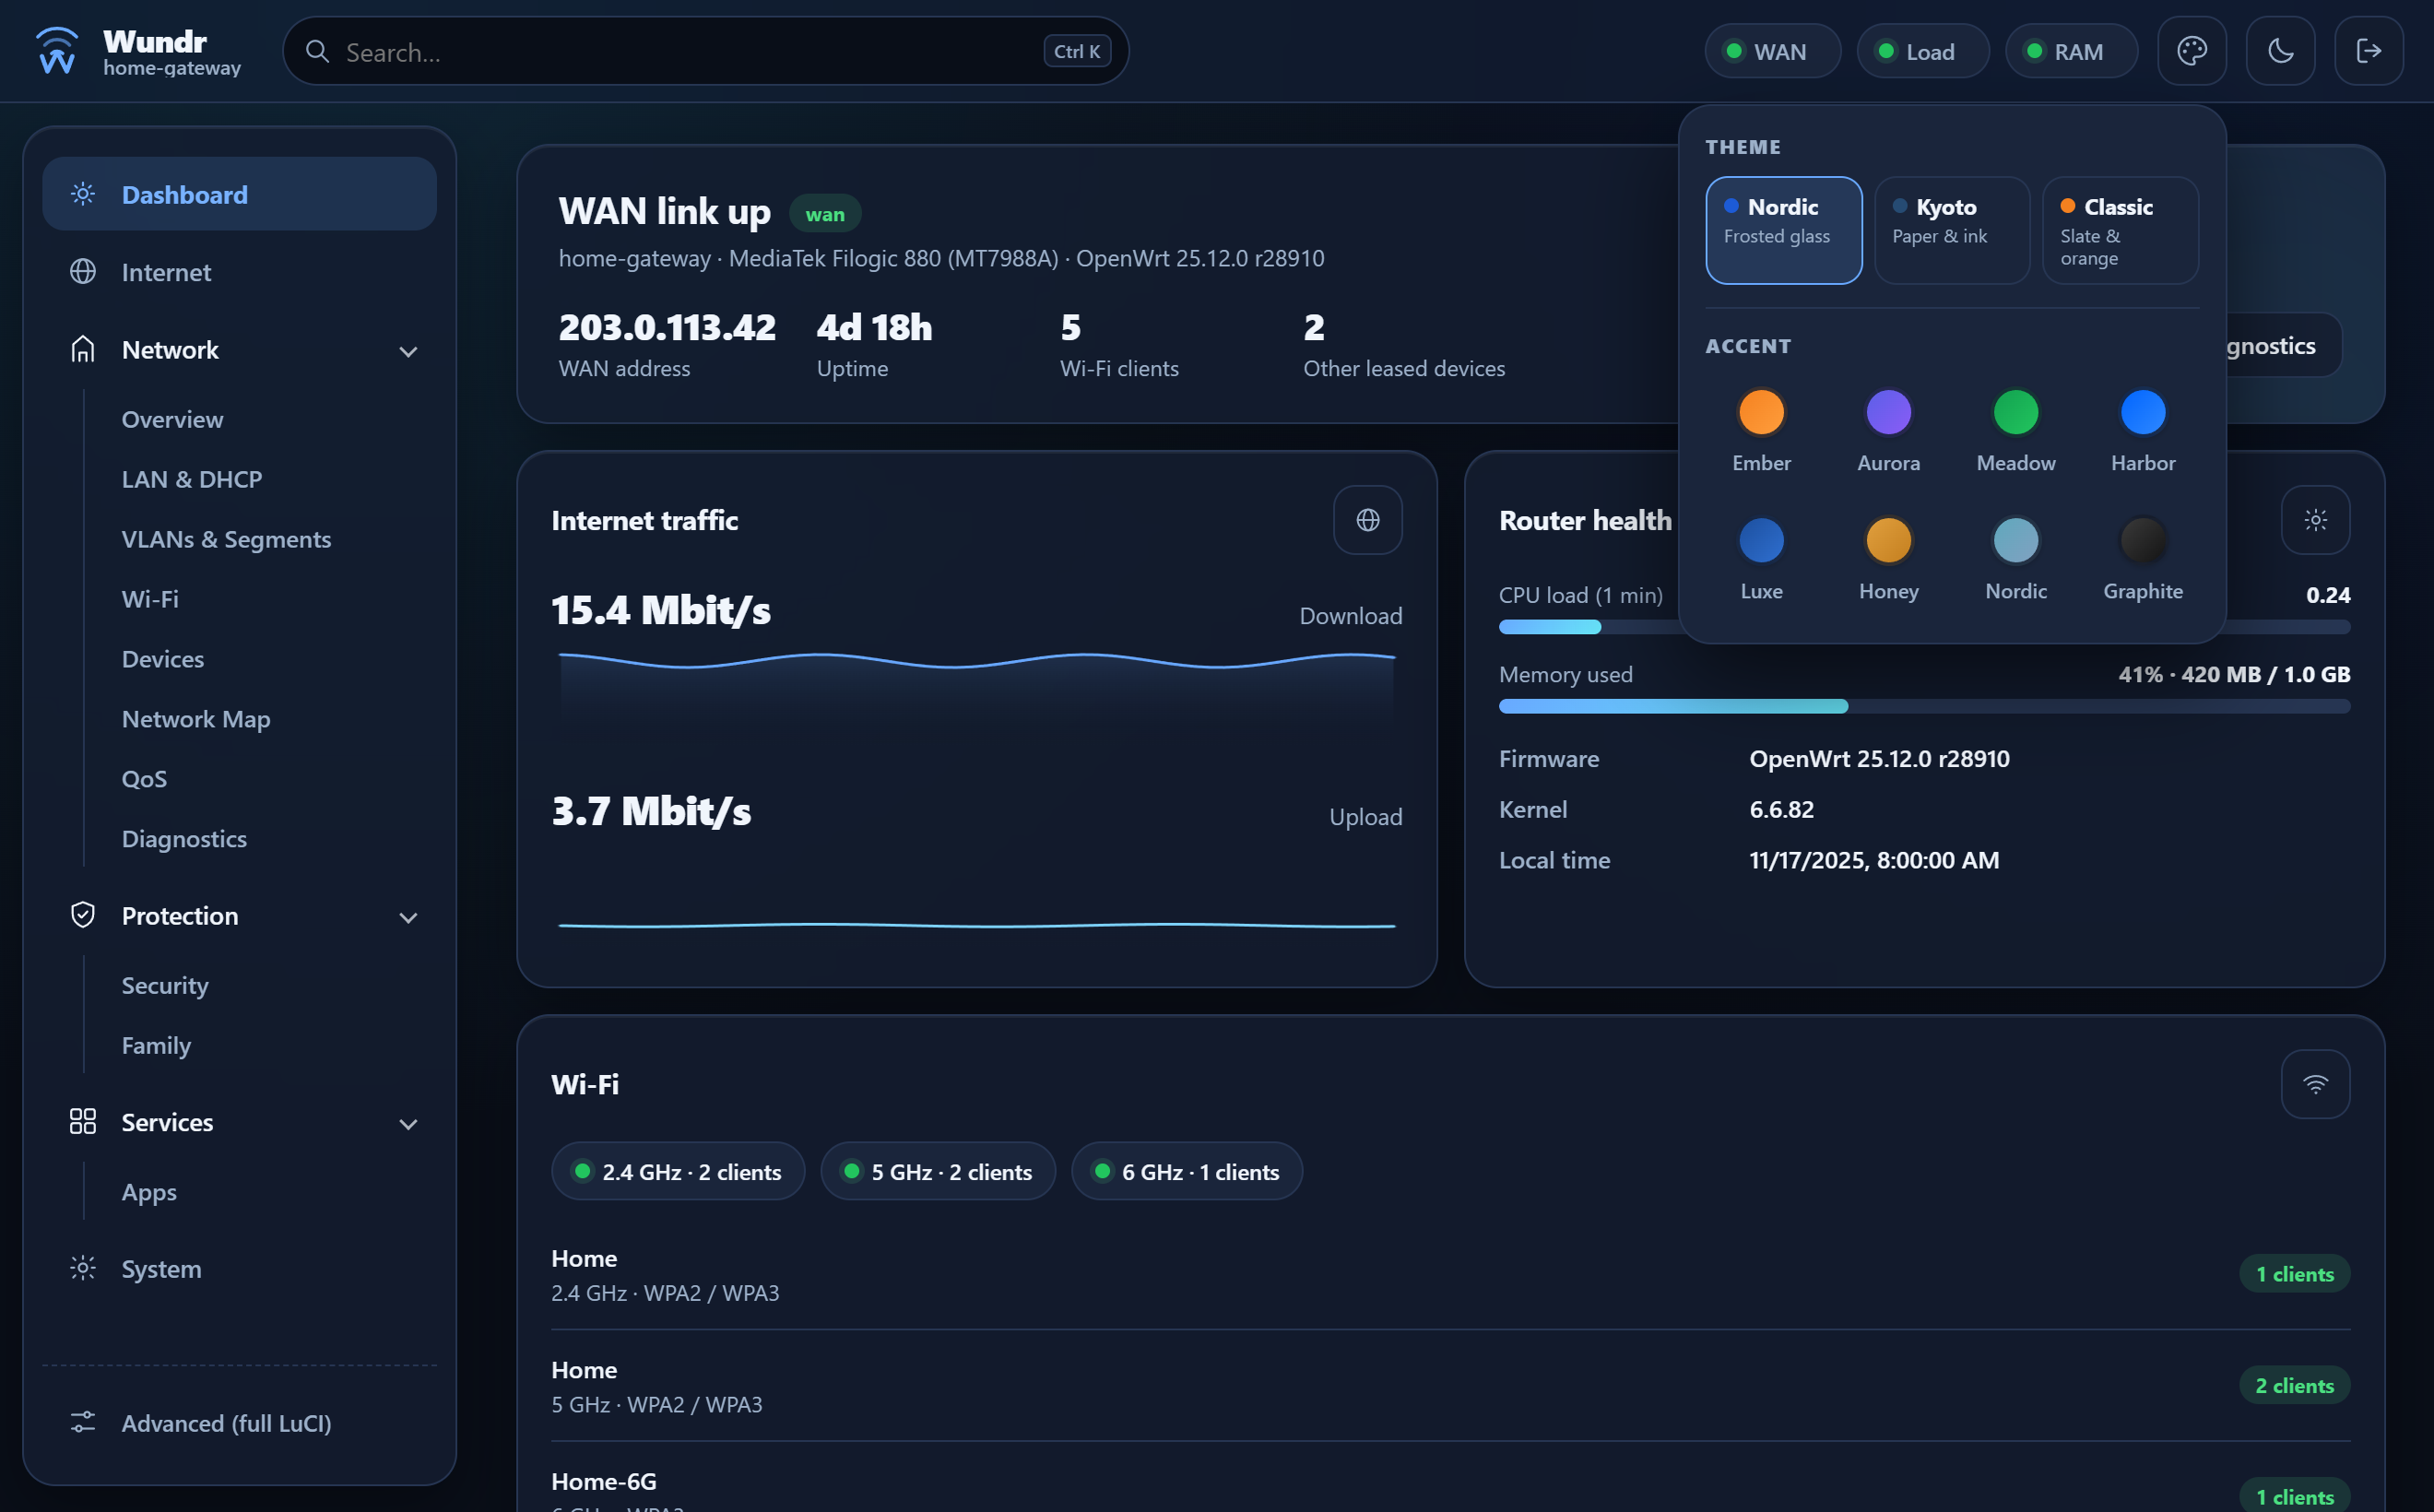 Wundr
home-gateway
Search...
Ctrl K
WAN
Load
RAM
Dashboard
Internet
Network
Overview
LAN & DHCP
VLANs & Segments
Wi-Fi
Devices
Network Map
QoS
Diagnostics
Protection
Security
Family
Services
Apps
System
Advanced (full LuCI)
WAN link up
wan
home-gateway · MediaTek Filogic 880 (MT7988A) · OpenWrt 25.12.0 r28910
203.0.113.42
WAN address
4d 18h
Uptime
5
Wi-Fi clients
2
Other leased devices
gnostics
THEME
Nordic
Frosted glass
Kyoto
Paper & ink
Classic
Slate &
orange
ACCENT
Ember
Aurora
Meadow
Harbor
Luxe
Honey
Nordic
Graphite
Internet traffic
15.4 Mbit/s
Download
3.7 Mbit/s
Upload
Router health
CPU load (1 min)
0.24
Memory used
41% · 420 MB / 1.0 GB
Firmware
OpenWrt 25.12.0 r28910
Kernel
6.6.82
Local time
11/17/2025, 8:00:00 AM
Wi-Fi
2.4 GHz · 2 clients
5 GHz · 2 clients
6 GHz · 1 clients
Home
2.4 GHz · WPA2 / WPA3
1 clients
Home
5 GHz · WPA2 / WPA3
2 clients
Home-6G
1 clients